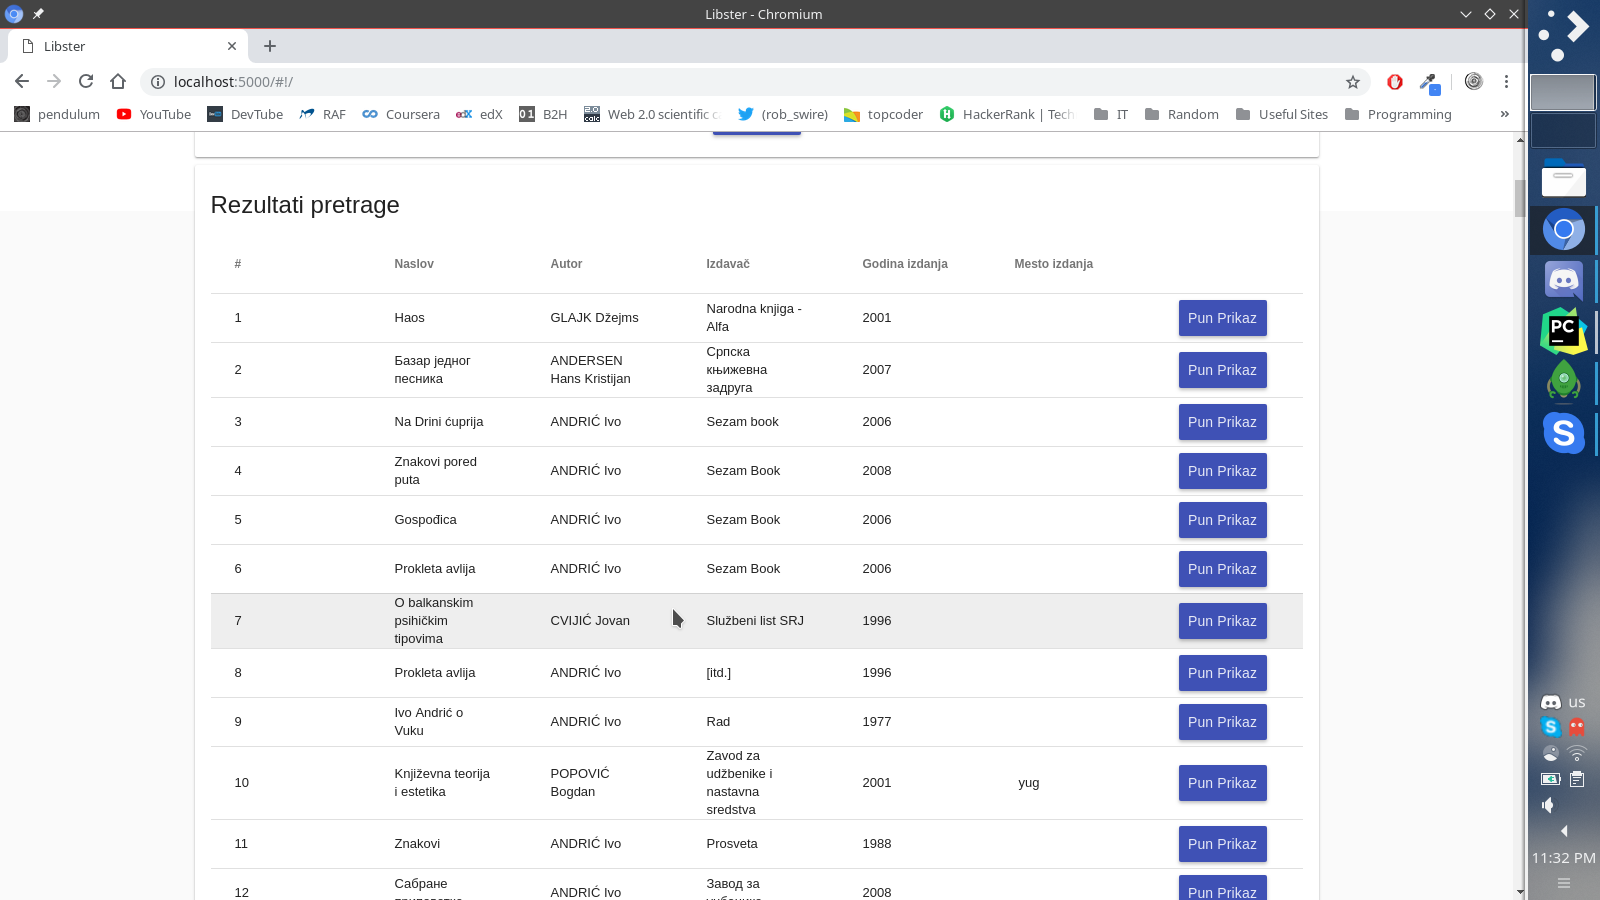 Libster - Chromium
Libster
localhost:5000/#!/
pendulum YouTube DevTube RAF Coursera edX B2H Web 2.0 scientific (rob_swire) topcoder HackerRank | Tech IT Random Useful Sites Programming »
Rezultati pretrage
# Naslov Autor Izdavač Godina izdanja Mesto izdanja
1 Haos GLAJK Džejms Narodna knjiga - 2001 Pun Prikaz
Alfa
2 Базар једног ANDERSEN Српска 2007 Pun Prikaz
песника Hans Kristijan књижевна
задруга
3 Na Drini ćuprija ANDRIĆ Ivo Sezam book 2006 Pun Prikaz
4 Znakovi pored ANDRIĆ Ivo Sezam Book 2008 Pun Prikaz
puta
5 Gospođica ANDRIĆ Ivo Sezam Book 2006 Pun Prikaz
6 Prokleta avlija ANDRIĆ Ivo Sezam Book 2006 Pun Prikaz
7 O balkanskim CVIJIĆ Jovan Službeni list SRJ 1996 Pun Prikaz
psihičkim
tipovima
8 Prokleta avlija ANDRIĆ Ivo [itd.] 1996 Pun Prikaz
9 Ivo Andrić o ANDRIĆ Ivo Rad 1977 Pun Prikaz
Vuku
10 Književna teorija POPOVIĆ Zavod za 2001 yug Pun Prikaz
i estetika Bogdan udžbenike i
nastavna
sredstva
11 Znakovi ANDRIĆ Ivo Prosveta 1988 Pun Prikaz
12 Сабране ANDRIĆ Ivo Завод за 2008 Pun Prikaz
PC
S
us
11:32 PM